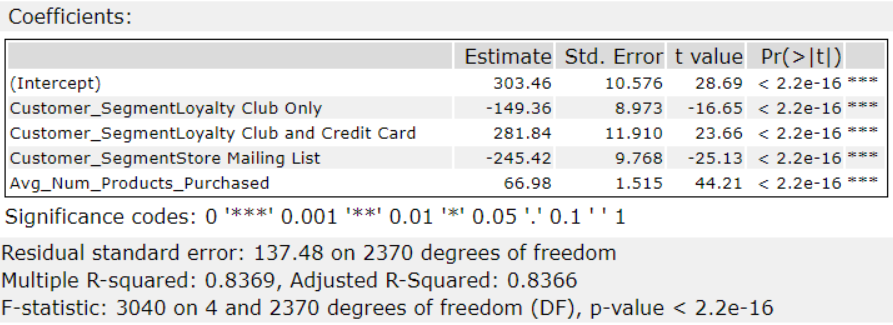 Coefficients:
Estimate Std. Error t value Pr(>|t|)
(Intercept) 303.46 10.576 28.69 < 2.2e-16 ***
Customer_SegmentLoyalty Club Only -149.36 8.973 -16.65 < 2.2e-16 ***
Customer_SegmentLoyalty Club and Credit Card 281.84 11.910 23.66 < 2.2e-16 ***
Customer_SegmentStore Mailing List -245.42 9.768 -25.13 < 2.2e-16 ***
Avg_Num_Products_Purchased 66.98 1.515 44.21 < 2.2e-16 ***
Significance codes: 0 '***' 0.001 '**' 0.01 '*' 0.05 '.' 0.1 ' ' 1
Residual standard error: 137.48 on 2370 degrees of freedom
Multiple R-squared: 0.8369, Adjusted R-Squared: 0.8366
F-statistic: 3040 on 4 and 2370 degrees of freedom (DF), p-value < 2.2e-16